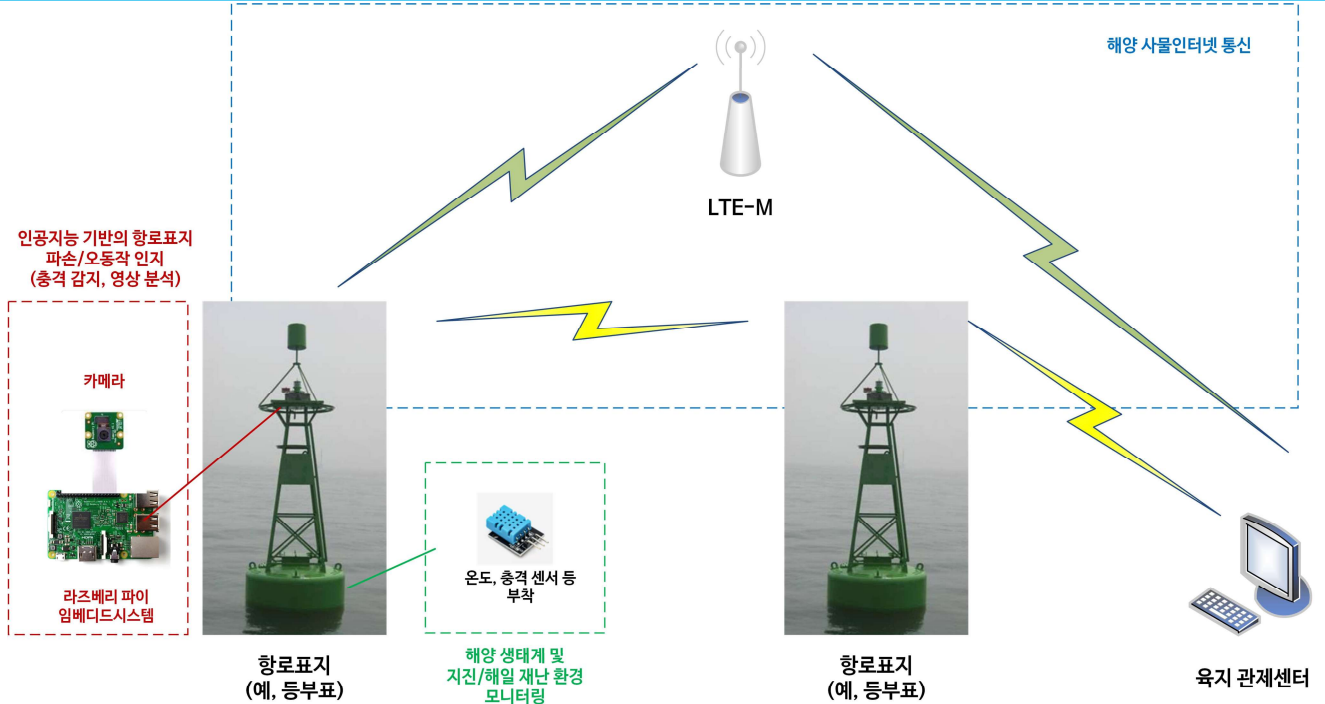 해양 사물인터넷 통신
LTE-M
인공지능 기반의 항로표지
파손/오동작 인지
(충격 감지, 영상 분석)
카메라
라즈베리 파이
임베디드시스템
온도, 충격 센서 등
부착
항로표지
(예, 등부표)
해양 생태계 및
지진/해일 재난 환경
모니터링
항로표지
(예, 등부표)
육지 관제센터